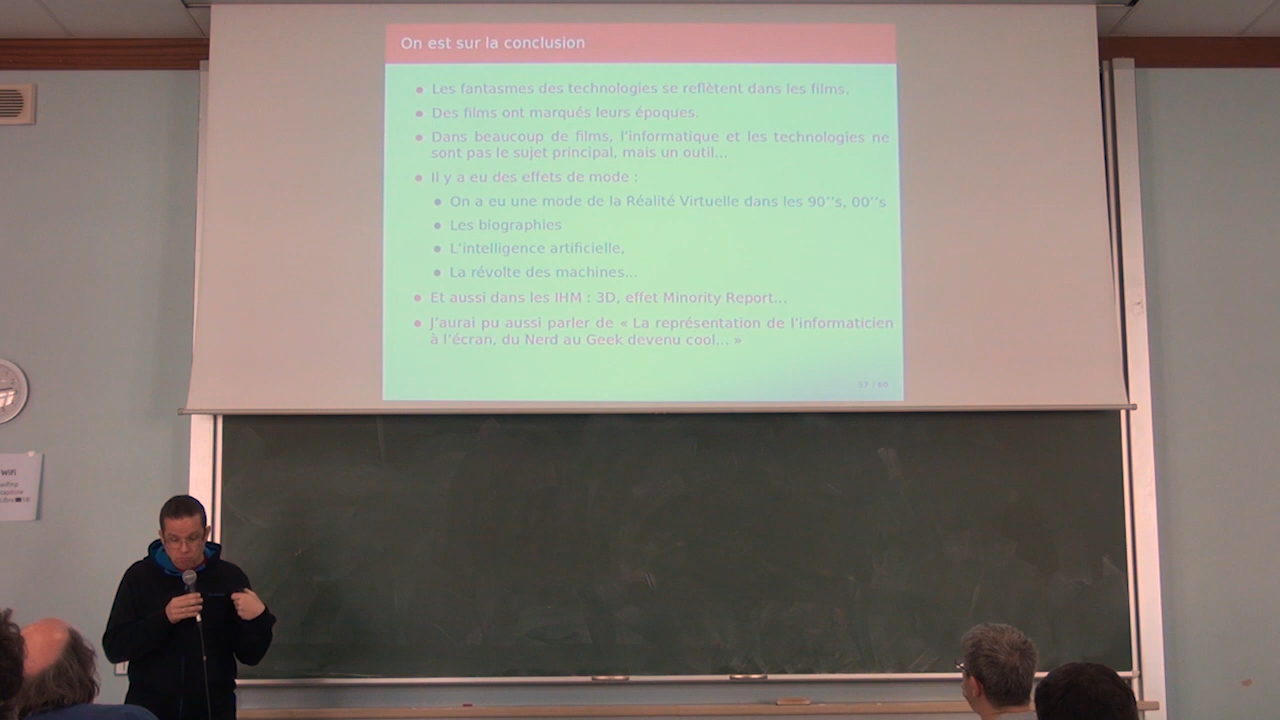 On est sur la conclusion
Les fantasmes des technologies se reflètent dans les films.
Des films ont marqués leurs époques.
Dans beaucoup de films, l'informatique et les technologies ne
sont pas le sujet principal, mais un outil...
Il y a eu des effets de mode :
On a eu une mode de la Réalité Virtuelle dans les 90''s, 00''s
Les biographies
L'intelligence artificielle,
La révolte des machines...
Et aussi dans les IHM : 3D, effet Minority Report...
J'aurai pu aussi parler de « La représentation de l'informaticien
à l'écran, du Nerd au Geek devenu cool... »
57 / 60